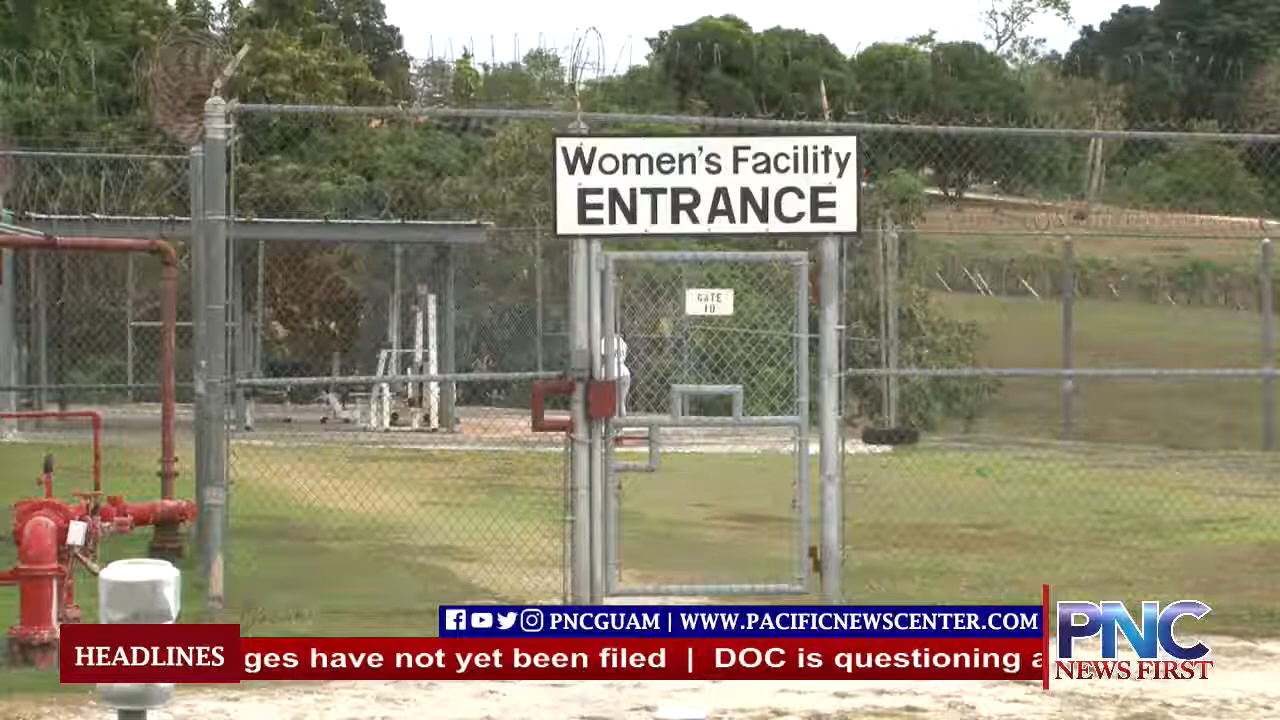 Women's Facility
ENTRANCE
GATE
10
PNCGUAM | WWW.PACIFICNEWSCENTER.COM
HEADLINES
ges have not yet been filed | DOC is questioning a
PNC
NEWS FIRST